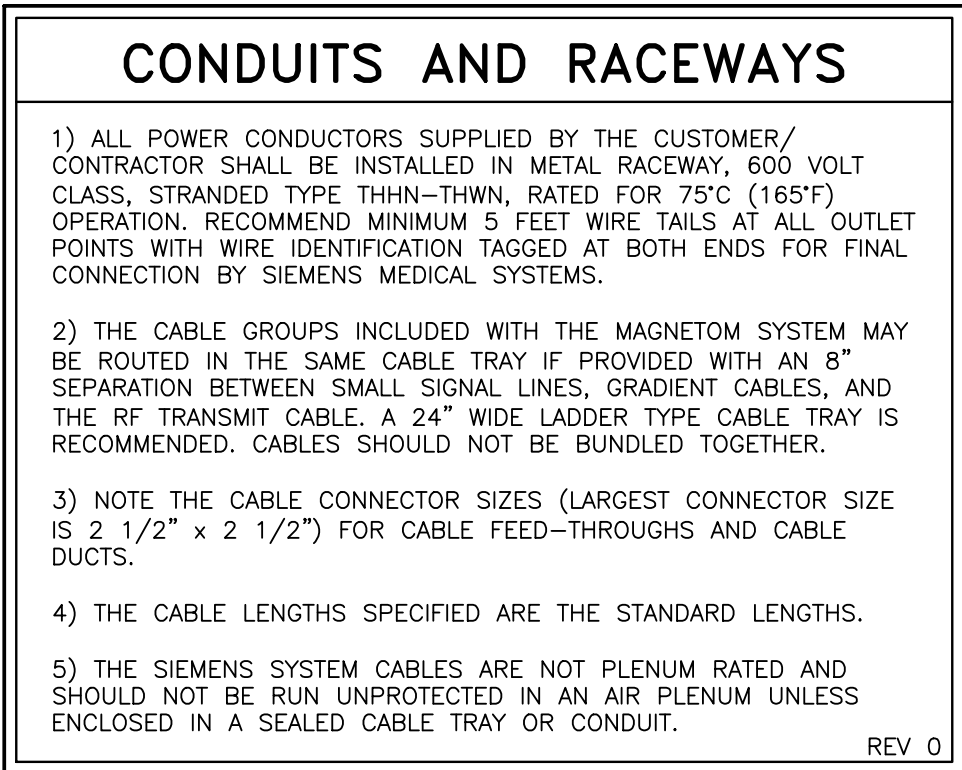 CONDUITS AND RACEWAYS
1) ALL POWER CONDUCTORS SUPPLIED BY THE CUSTOMER/
CONTRACTOR SHALL BE INSTALLED IN METAL RACEWAY, 600 VOLT
CLASS, STRANDED TYPE THHN-THWN, RATED FOR 75°C (165°F)
OPERATION. RECOMMEND MINIMUM 5 FEET WIRE TAILS AT ALL OUTLET
POINTS WITH WIRE IDENTIFICATION TAGGED AT BOTH ENDS FOR FINAL
CONNECTION BY SIEMENS MEDICAL SYSTEMS.
2) THE CABLE GROUPS INCLUDED WITH THE MAGNETOM SYSTEM MAY
BE ROUTED IN THE SAME CABLE TRAY IF PROVIDED WITH AN 8"
SEPARATION BETWEEN SMALL SIGNAL LINES, GRADIENT CABLES, AND
THE RF TRANSMIT CABLE. A 24" WIDE LADDER TYPE CABLE TRAY IS
RECOMMENDED. CABLES SHOULD NOT BE BUNDLED TOGETHER.
3) NOTE THE CABLE CONNECTOR SIZES (LARGEST CONNECTOR SIZE
IS 2 1/2" x 2 1/2") FOR CABLE FEED-THROUGHS AND CABLE
DUCTS.
4) THE CABLE LENGTHS SPECIFIED ARE THE STANDARD LENGTHS.
5) THE SIEMENS SYSTEM CABLES ARE NOT PLENUM RATED AND
SHOULD NOT BE RUN UNPROTECTED IN AN AIR PLENUM UNLESS
ENCLOSED IN A SEALED CABLE TRAY OR CONDUIT.
REV 0